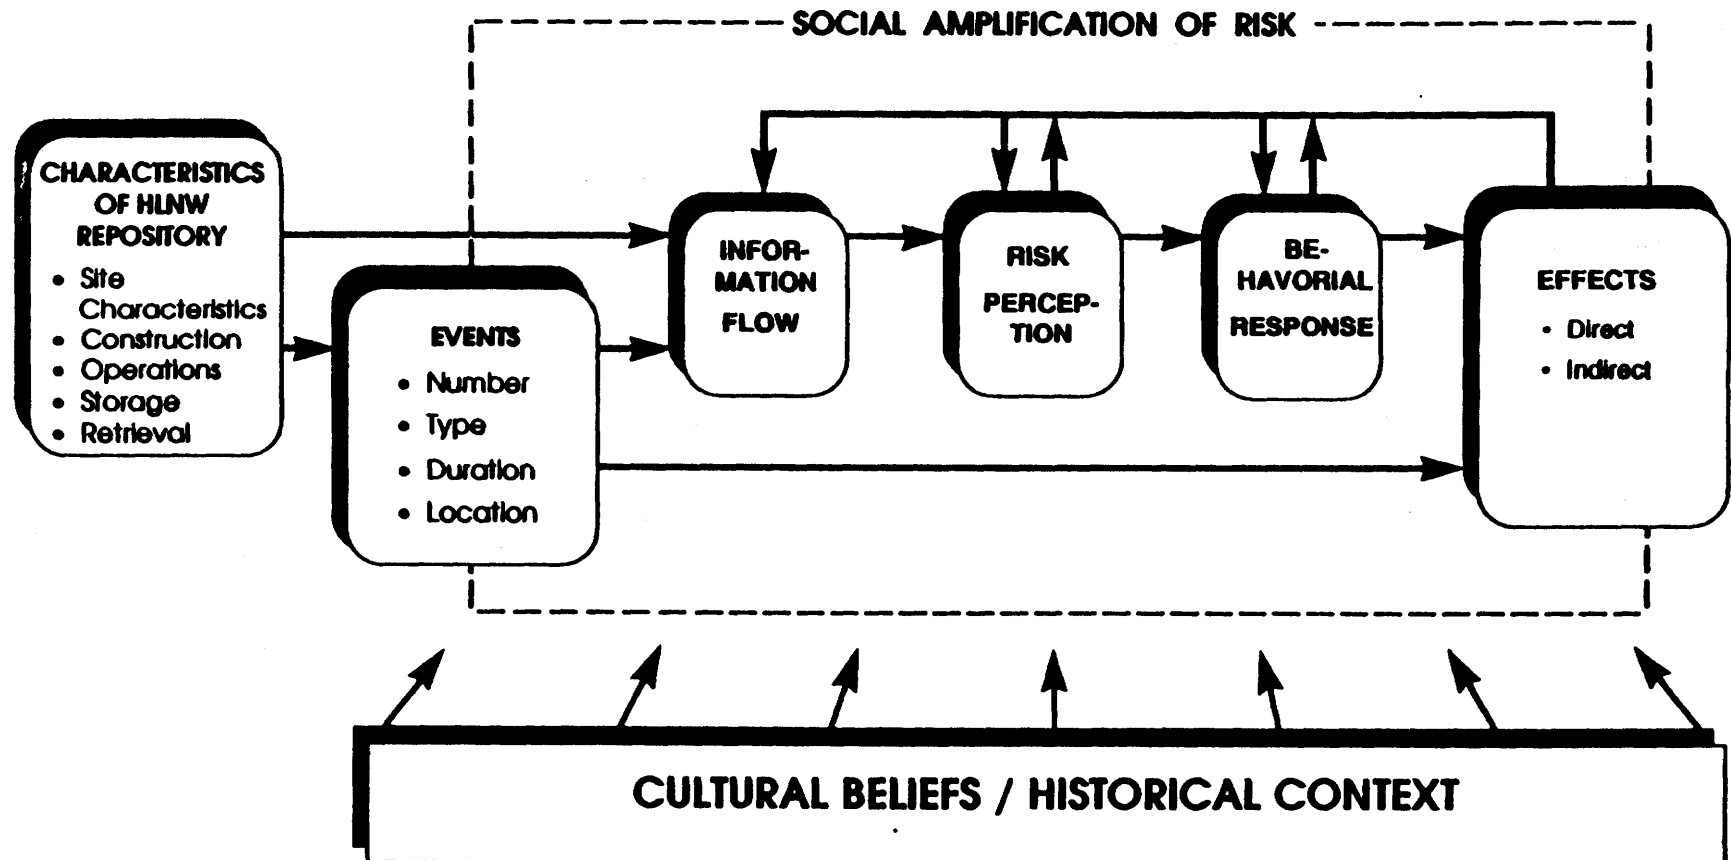 SOCIAL AMPLIFICATION OF RISK
CHARACTERISTICS
OF HLNW
REPOSITORY
• Site
Characteristics
• Construction
• Operations
• Storage
• Retrieval
EVENTS
• Number
• Type
• Duration
• Location
INFOR-
MATION
FLOW
RISK
PERCEP-
TION
BE-
HAVORIAL
RESPONSE
EFFECTS
• Direct
• Indirect
CULTURAL BELIEFS / HISTORICAL CONTEXT